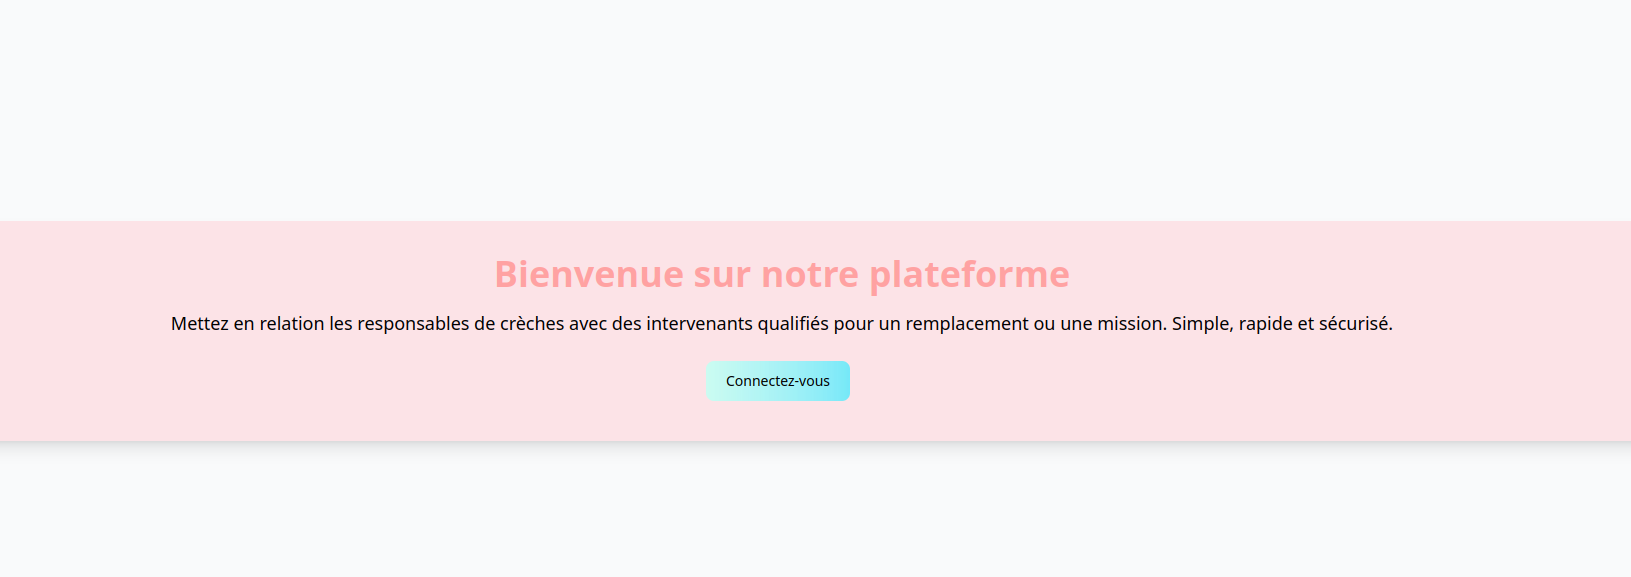 Bienvenue sur notre plateforme
Mettez en relation les responsables de crèches avec des intervenants qualifiés pour un remplacement ou une mission. Simple, rapide et sécurisé.
Connectez-vous